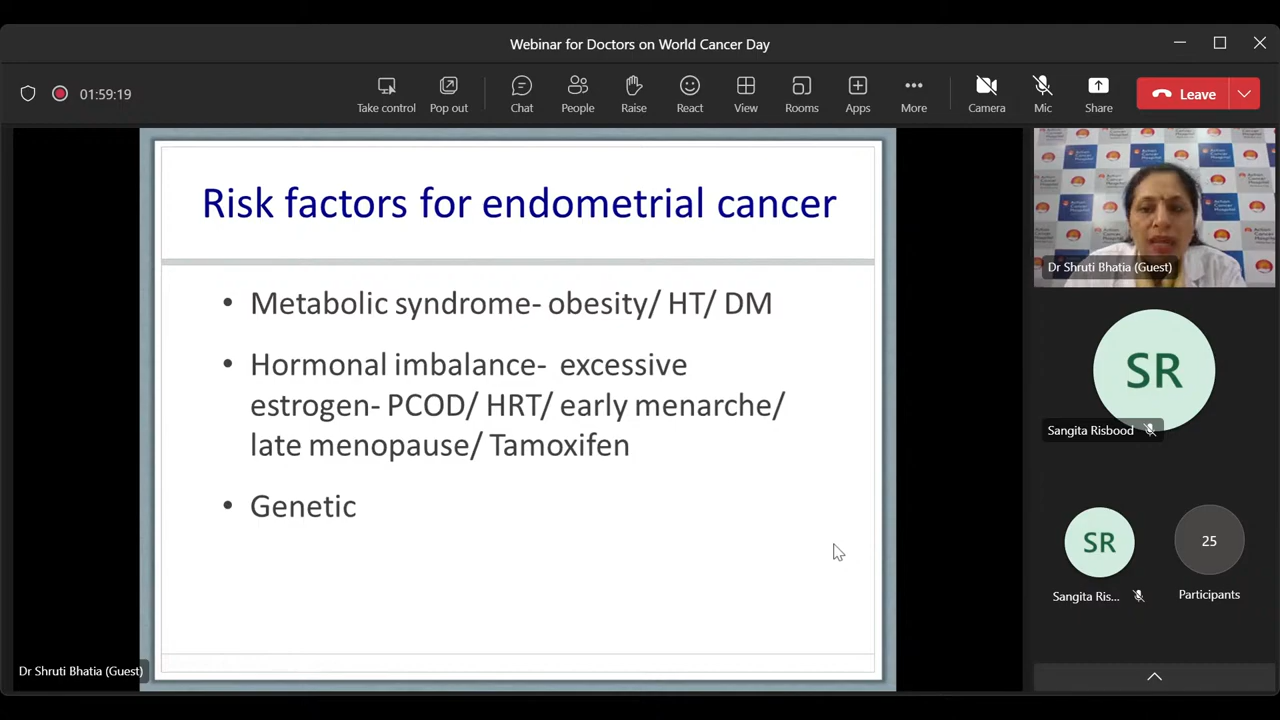 Webinar for Doctors on World Cancer Day
01:59:19
Take control
Pop out
Chat
People
Raise
React
View
Rooms
Apps
More
Camera
Mic
Share
Leave
Risk factors for endometrial cancer
• Metabolic syndrome- obesity/ HT/ DM
• Hormonal imbalance- excessive
estrogen- PCOD/ HRT/ early menarche/
late menopause/ Tamoxifen
• Genetic
Dr Shruti Bhatia (Guest)
Action Cancer Hospital
Dr Shruti Bhatia (Guest)
SR
Sangita Risbood
SR
Sangita Ris...
25
Participants